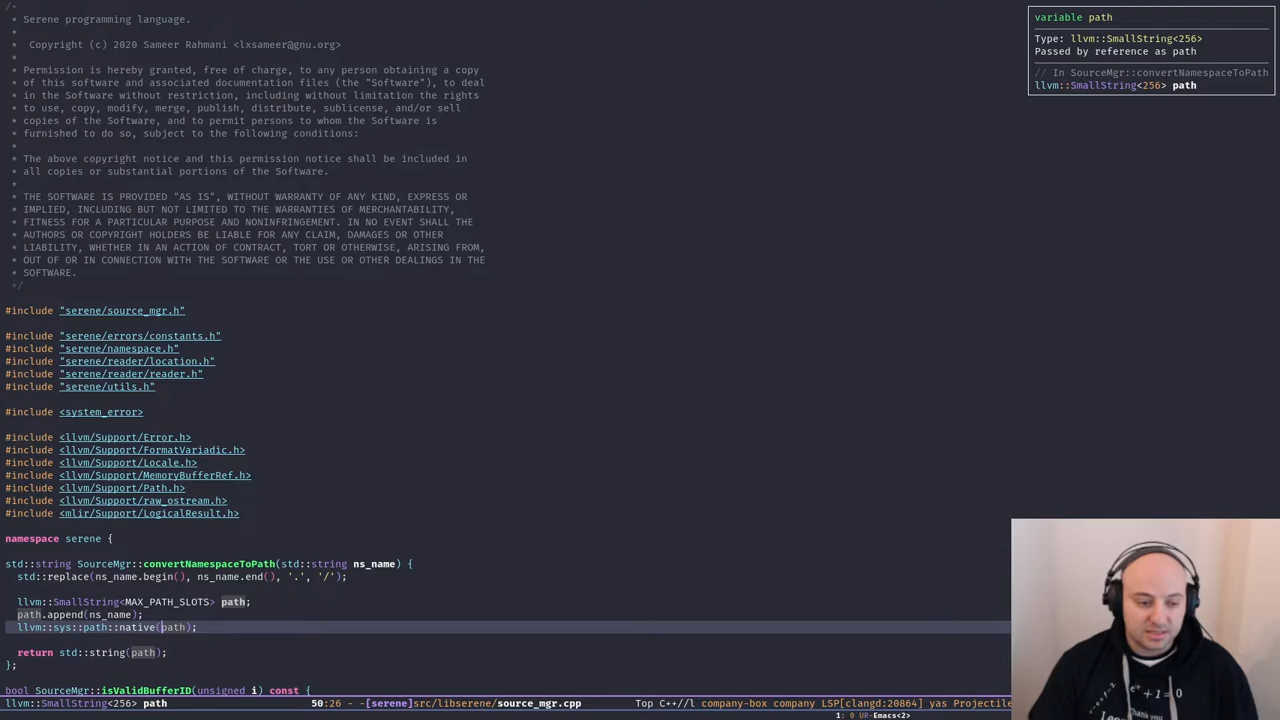 /*
 * Serene programming language.
 *
 *  Copyright (c) 2020 Sameer Rahmani <lxsameer@gnu.org>
 *
 * Permission is hereby granted, free of charge, to any person obtaining a copy
 * of this software and associated documentation files (the "Software"), to deal
 * in the Software without restriction, including without limitation the rights
 * to use, copy, modify, merge, publish, distribute, sublicense, and/or sell
 * copies of the Software, and to permit persons to whom the Software is
 * furnished to do so, subject to the following conditions:
 *
 * The above copyright notice and this permission notice shall be included in
 * all copies or substantial portions of the Software.
 *
 * THE SOFTWARE IS PROVIDED "AS IS", WITHOUT WARRANTY OF ANY KIND, EXPRESS OR
 * IMPLIED, INCLUDING BUT NOT LIMITED TO THE WARRANTIES OF MERCHANTABILITY,
 * FITNESS FOR A PARTICULAR PURPOSE AND NONINFRINGEMENT. IN NO EVENT SHALL THE
 * AUTHORS OR COPYRIGHT HOLDERS BE LIABLE FOR ANY CLAIM, DAMAGES OR OTHER
 * LIABILITY, WHETHER IN AN ACTION OF CONTRACT, TORT OR OTHERWISE, ARISING FROM,
 * OUT OF OR IN CONNECTION WITH THE SOFTWARE OR THE USE OR OTHER DEALINGS IN THE
 * SOFTWARE.
 */
#include "serene/source_mgr.h"
#include "serene/errors/constants.h"
#include "serene/namespace.h"
#include "serene/reader/location.h"
#include "serene/reader/reader.h"
#include "serene/utils.h"
#include <system_error>
#include <llvm/Support/Error.h>
#include <llvm/Support/FormatVariadic.h>
#include <llvm/Support/Locale.h>
#include <llvm/Support/MemoryBufferRef.h>
#include <llvm/Support/Path.h>
#include <llvm/Support/raw_ostream.h>
#include <mlir/Support/LogicalResult.h>
namespace serene {
std::string SourceMgr::convertNamespaceToPath(std::string ns_name) {
  std::replace(ns_name.begin(), ns_name.end(), '.', '/');
  llvm::SmallString<MAX_PATH_SLOTS> path;
  path.append(ns_name);
  llvm::sys::path::native(path);
  return std::string(path);
};
bool SourceMgr::isValidBufferID(unsigned i) const {
llvm::SmallString<256> path 50:26 - -[serene]src/libserene/source_mgr.cpp Top C++//l company-box company LSP[clangd:20864] yas Projectile
1: 0 UR-Emacs<2>
variable path
Type: llvm::SmallString<256>
Passed by reference as path
// In SourceMgr::convertNamespaceToPath
llvm::SmallString<256> path